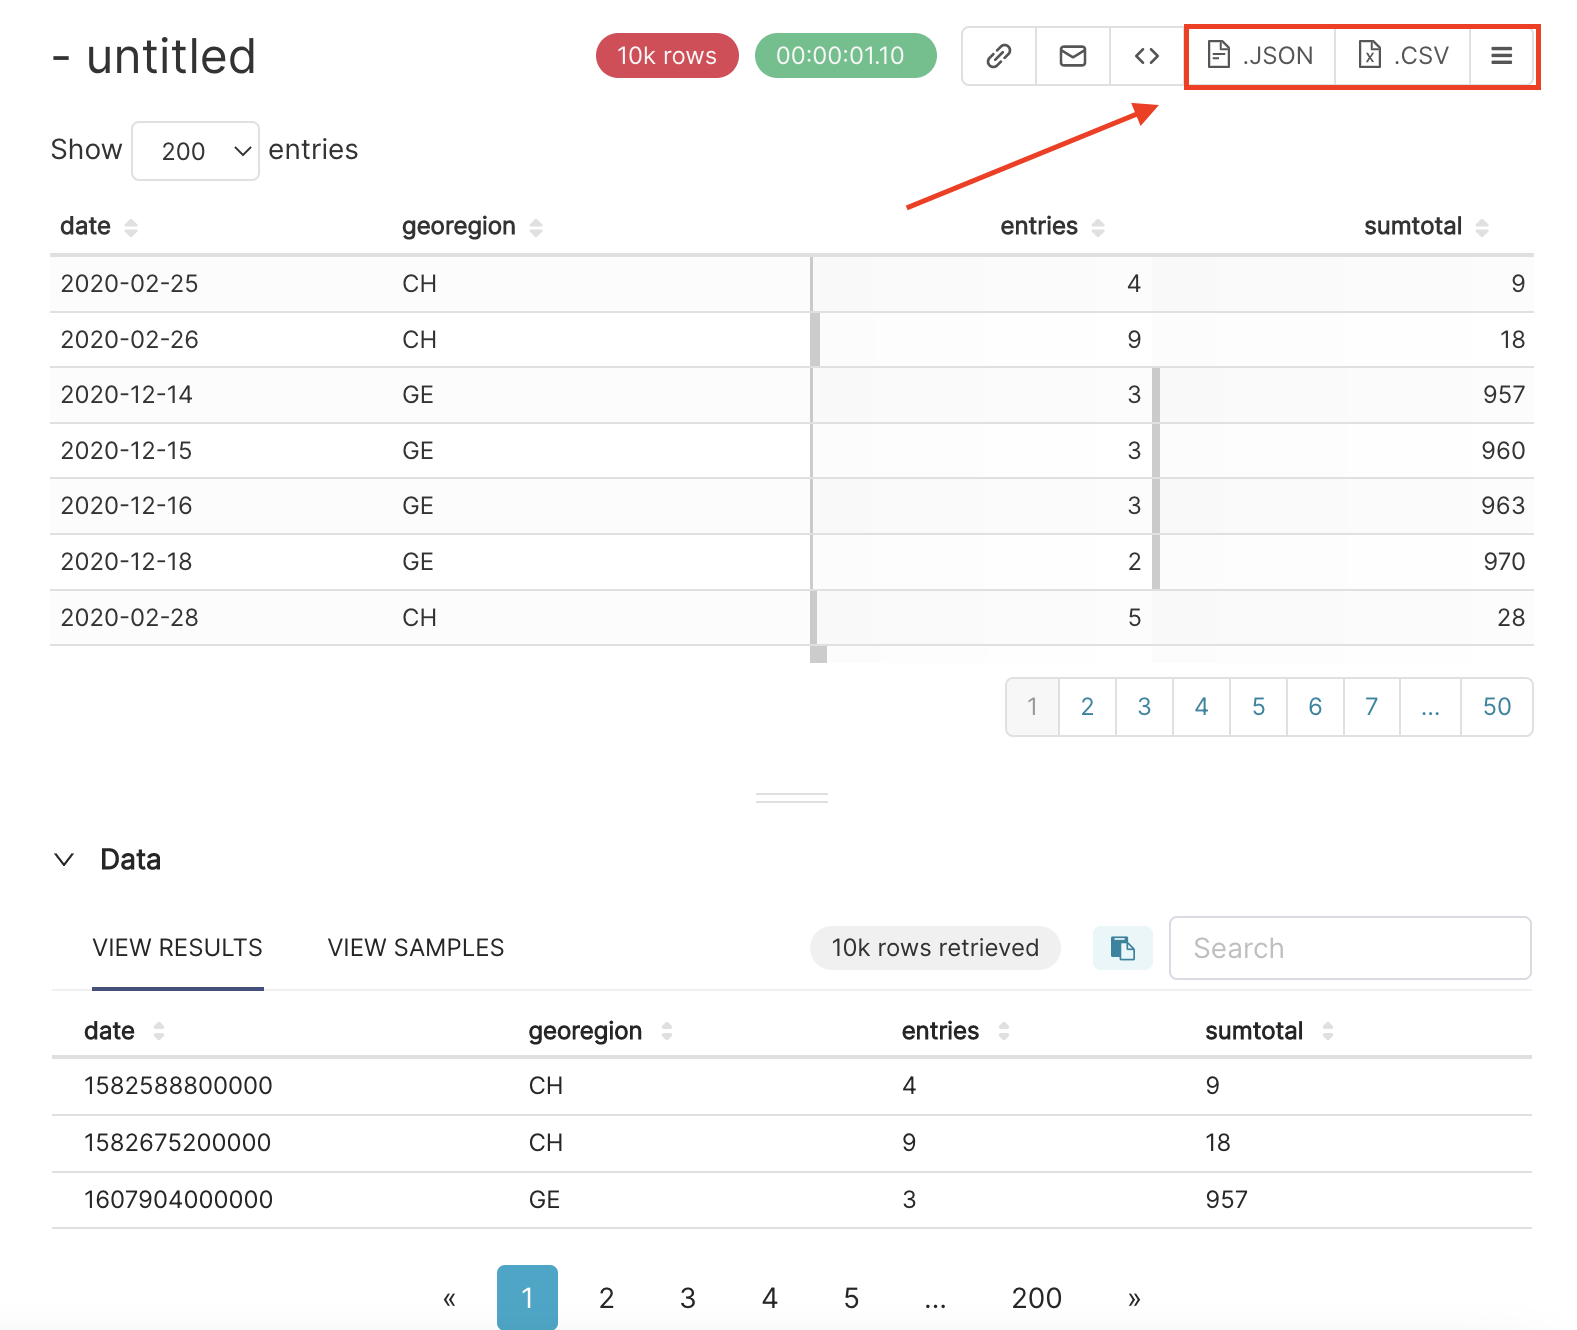 - untitled 10k rows 00:00:01.10 .JSON .CSV
Show 200 entries
date georegion entries sumtotal
2020-02-25 CH 4 9
2020-02-26 CH 9 18
2020-12-14 GE 3 957
2020-12-15 GE 3 960
2020-12-16 GE 3 963
2020-12-18 GE 2 970
2020-02-28 CH 5 28
1 2 3 4 5 6 7 ... 50
Data
VIEW RESULTS VIEW SAMPLES 10k rows retrieved Search
date georegion entries sumtotal
1582588800000 CH 4 9
1582675200000 CH 9 18
1607904000000 GE 3 957
« 1 2 3 4 5 ... 200 »